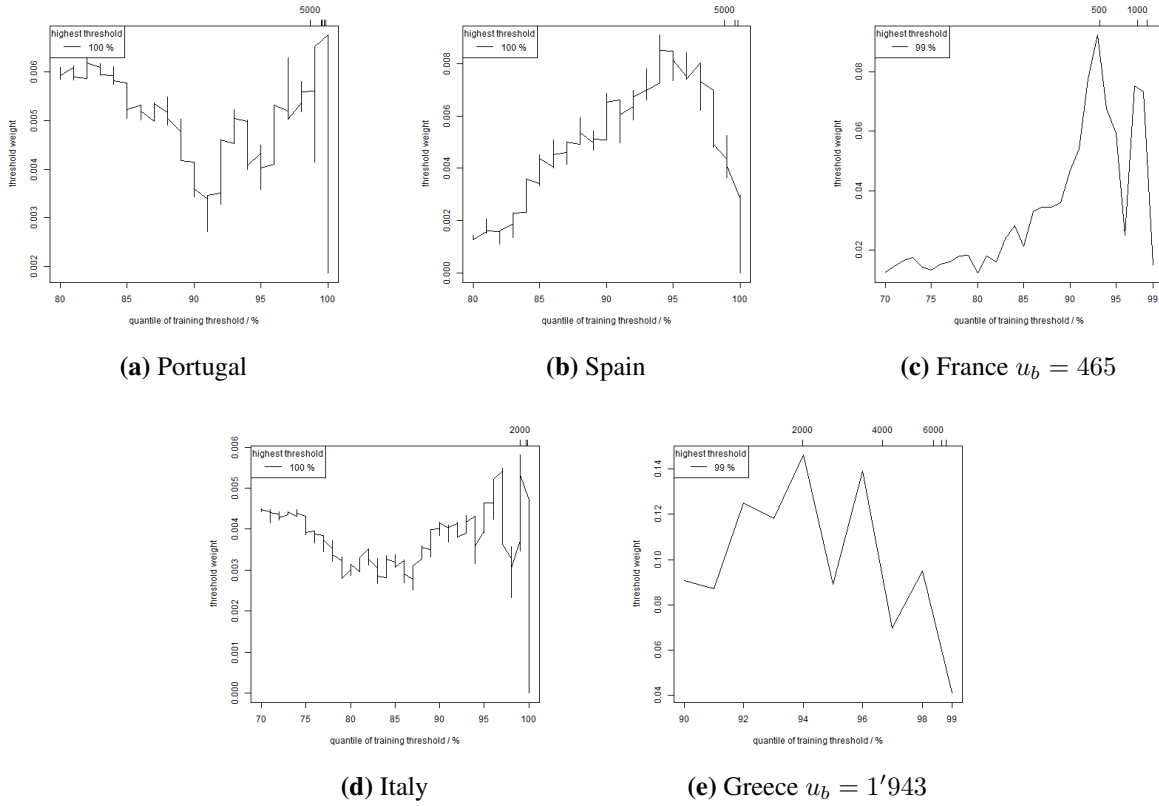 5000
highest threshold
100 %
threshold weight
0.002 0.003 0.004 0.005 0.006
80 85 90 95 100
quantile of training threshold / %
(a) Portugal
5000
highest threshold
100 %
threshold weight
0.000 0.002 0.004 0.006 0.008
80 85 90 95 100
quantile of training threshold / %
(b) Spain
500 1000
highest threshold
99 %
threshold weight
0.02 0.04 0.06 0.08
70 75 80 85 90 95 99
quantile of training threshold / %
(c) France u_b = 465
2000
highest threshold
100 %
threshold weight
0.000 0.001 0.002 0.003 0.004 0.005 0.006
70 75 80 85 90 95 100
quantile of training threshold / %
(d) Italy
2000 4000 6000
highest threshold
99 %
threshold weight
0.04 0.06 0.08 0.10 0.12 0.14
90 92 94 96 98 99
quantile of training threshold / %
(e) Greece u_b = 1′943